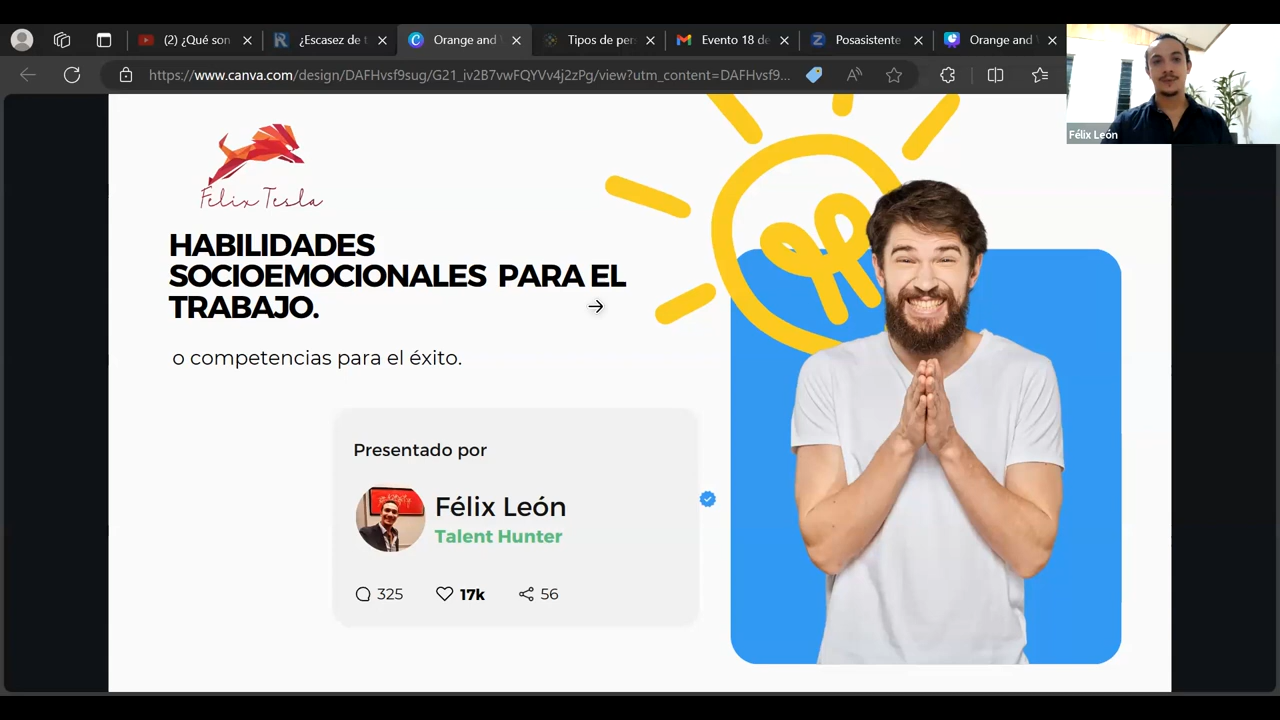 (2) ¿Qué son
¿Escasez de t
Orange and
Tipos de per
Evento 18 de
Posasistente
Orange and
https://www.canva.com/design/DAFHvsf9sug/G21_iv2B7vwFQYVv4j2zPg/view?utm_content=DAFHvsf9...
Félix León
Felix Tesla
HABILIDADES
SOCIOEMOCIONALES PARA EL
TRABAJO.
o competencias para el éxito.
Presentado por
Félix León
Talent Hunter
325 17k 56